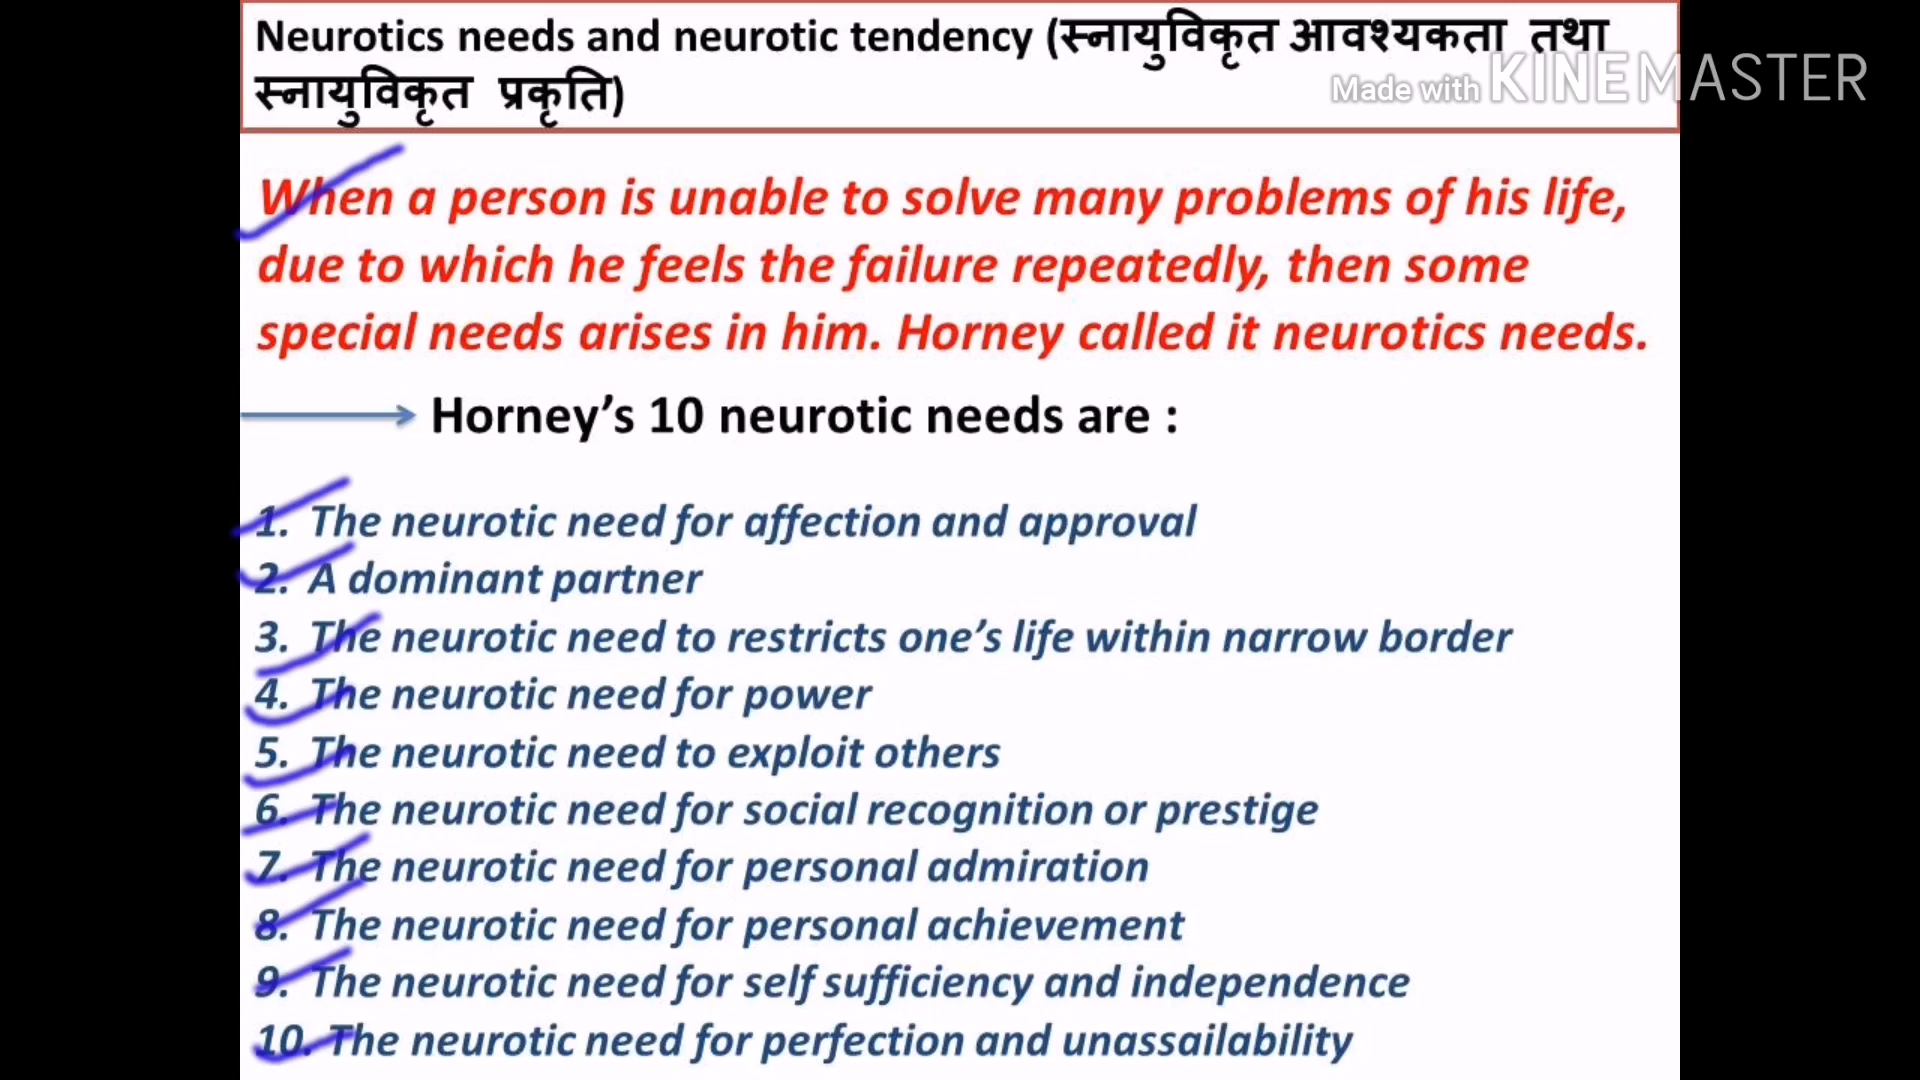 Neurotics needs and neurotic tendency (स्नायुविकृत आवश्यकता तथा
स्नायुविकृत प्रकृति)
Made with KINEMASTER
When a person is unable to solve many problems of his life,
due to which he feels the failure repeatedly, then some
special needs arises in him. Horney called it neurotics needs.
Horney’s 10 neurotic needs are :
1. The neurotic need for affection and approval
2. A dominant partner
3. The neurotic need to restricts one’s life within narrow border
4. The neurotic need for power
5. The neurotic need to exploit others
6. The neurotic need for social recognition or prestige
7. The neurotic need for personal admiration
8. The neurotic need for personal achievement
9. The neurotic need for self sufficiency and independence
10. The neurotic need for perfection and unassailability